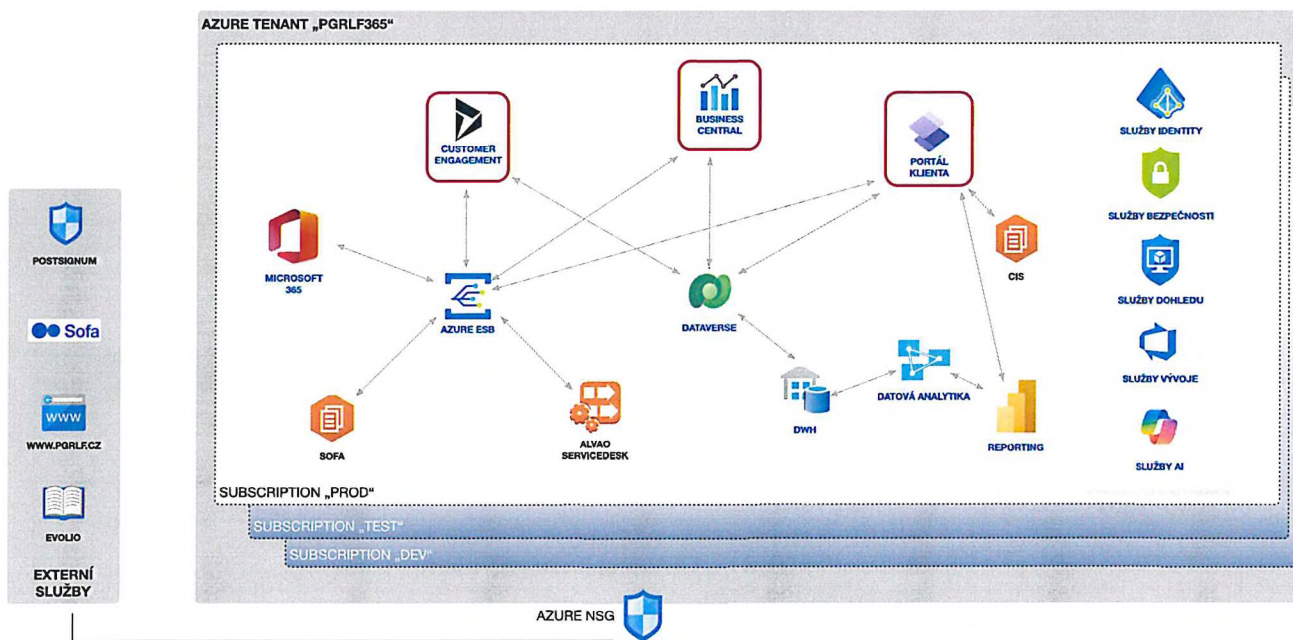 AZURE TENANT „PGRLF365"
CUSTOMER
ENGAGEMENT
BUSINESS
CENTRAL
PORTÁL
KLIENTA
SLUŽBY IDENTITY
SLUŽBY BEZPEČNOSTI
SLUŽBY DOHLEDU
SLUŽBY VÝVOJE
SLUŽBY AI
MICROSOFT
365
AZURE ESB
DATAVERSE
CIS
SOFA
ALVAO
SERVICEDESK
DWH
DATOVÁ ANALYTIKA
REPORTING
SUBSCRIPTION „PROD"
SUBSCRIPTION „TEST"
SUBSCRIPTION „DEV"
POSTSIGNUM
Sofa
WWW
WWW.PGRLF.CZ
EVOLIO
EXTERNÍ
SLUŽBY
AZURE NSG